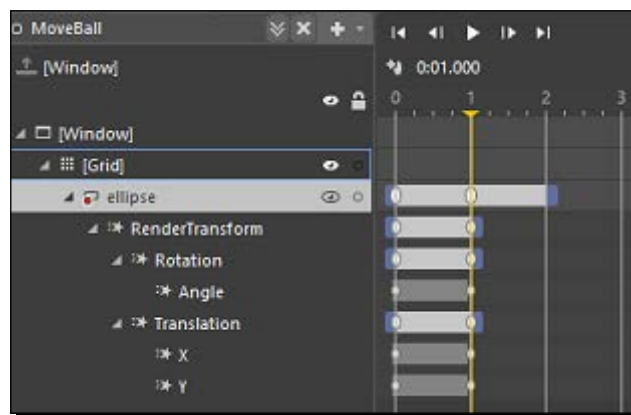 MoveBall
[Window]
0:01.000
0 1 2 3
[Window]
[Grid]
ellipse
RenderTransform
Rotation
Angle
Translation
X
Y